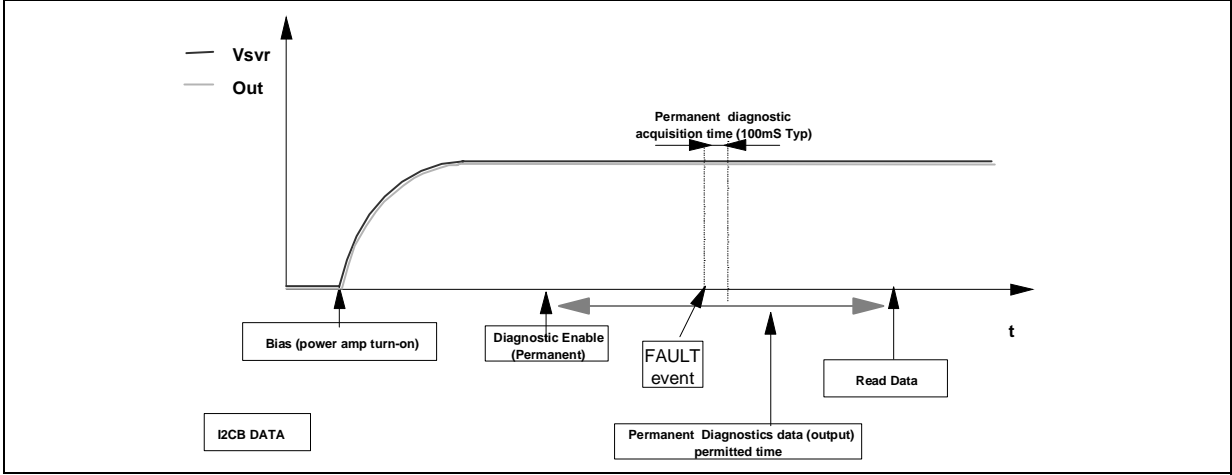 Vsvr
Out
Permanent diagnostic
acquisition time (100mS Typ)
t
Bias (power amp turn-on)
Diagnostic Enable
(Permanent)
FAULT
event
Read Data
I2CB DATA
Permanent Diagnostics data (output)
permitted time